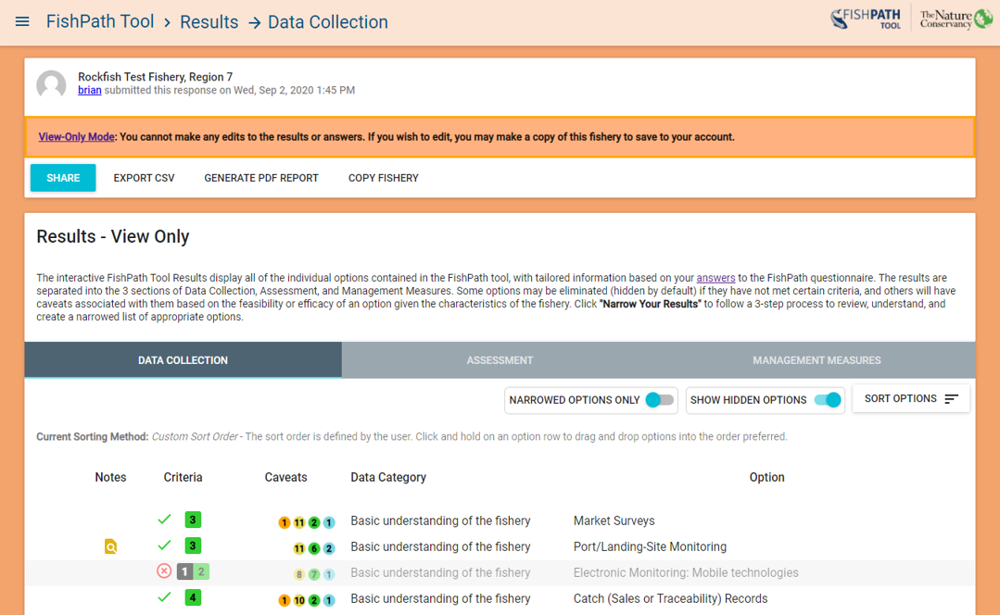 FishPath Tool › Results → Data Collection
FISHPATH
TOOL
The Nature
Conservancy
Rockfish Test Fishery, Region 7
brian submitted this response on Wed, Sep 2, 2020 1:45 PM
View-Only Mode: You cannot make any edits to the results or answers. If you wish to edit, you may make a copy of this fishery to save to your account.
SHARE EXPORT CSV GENERATE PDF REPORT COPY FISHERY
Results - View Only
The interactive FishPath Tool Results display all of the individual options contained in the FishPath tool, with tailored information based on your answers to the FishPath questionnaire. The results are
separated into the 3 sections of Data Collection, Assessment, and Management Measures. Some options may be eliminated (hidden by default) if they have not met certain criteria, and others will have
caveats associated with them based on the feasibility or efficacy of an option given the characteristics of the fishery. Click "Narrow Your Results" to follow a 3-step process to review, understand, and
create a narrowed list of appropriate options.
DATA COLLECTION ASSESSMENT MANAGEMENT MEASURES
NARROWED OPTIONS ONLY SHOW HIDDEN OPTIONS SORT OPTIONS
Current Sorting Method: Custom Sort Order - The sort order is defined by the user. Click and hold on an option row to drag and drop options into the order preferred.
Notes Criteria Caveats Data Category Option
3 1 11 2 1 Basic understanding of the fishery Market Surveys
3 11 6 2 Basic understanding of the fishery Port/Landing-Site Monitoring
1 2 8 7 1 Basic understanding of the fishery Electronic Monitoring: Mobile technologies
4 1 10 2 1 Basic understanding of the fishery Catch (Sales or Traceability) Records